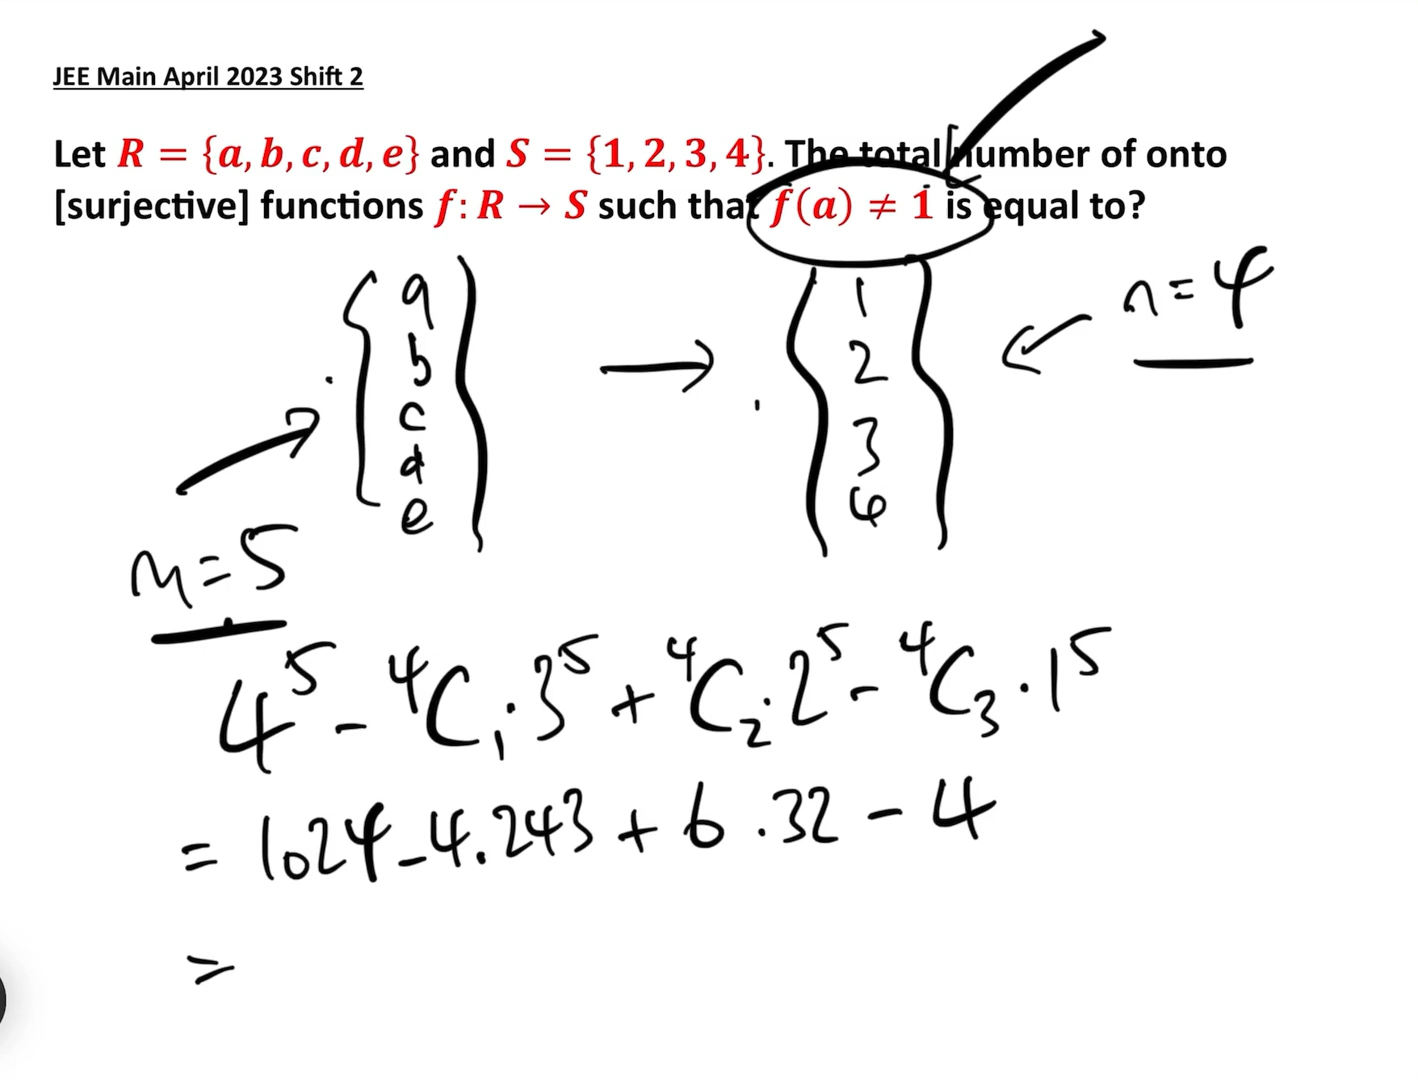 JEE Main April 2023 Shift 2
Let R = {a, b, c, d, e} and S = {1, 2, 3, 4}. The total number of onto
[surjective] functions f: R → S such that f(a) ≠ 1 is equal to?
{ a b c d e } → { 1 2 3 4 }
n=4
m=5
4⁵ - ⁴C₁·3⁵ + ⁴C₂·2⁵ - ⁴C₃·1⁵
= 1024 - 4.243 + 6.32 - 4
=